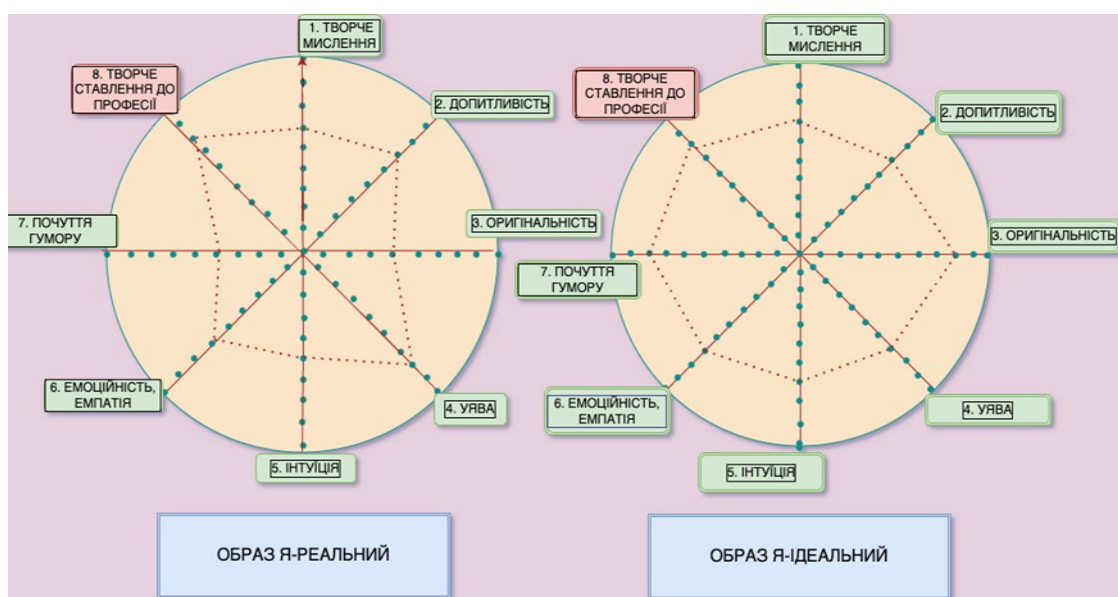 1. ТВОРЧЕ
МИСЛЕННЯ
2. ДОПИТЛИВІСТЬ
3. ОРИГІНАЛЬНІСТЬ
4. УЯВА
5. ІНТУЇЦІЯ
6. ЕМОЦІЙНІСТЬ,
ЕМПАТІЯ
7. ПОЧУТТЯ
ГУМОРУ
8. ТВОРЧЕ
СТАВЛЕННЯ ДО
ПРОФЕСІЇ
ОБРАЗ Я-РЕАЛЬНИЙ
1. ТВОРЧЕ
МИСЛЕННЯ
2. ДОПИТЛИВІСТЬ
3. ОРИГІНАЛЬНІСТЬ
4. УЯВА
5. ІНТУЇЦІЯ
6. ЕМОЦІЙНІСТЬ,
ЕМПАТІЯ
7. ПОЧУТТЯ
ГУМОРУ
8. ТВОРЧЕ
СТАВЛЕННЯ ДО
ПРОФЕСІЇ
ОБРАЗ Я-ІДЕАЛЬНИЙ